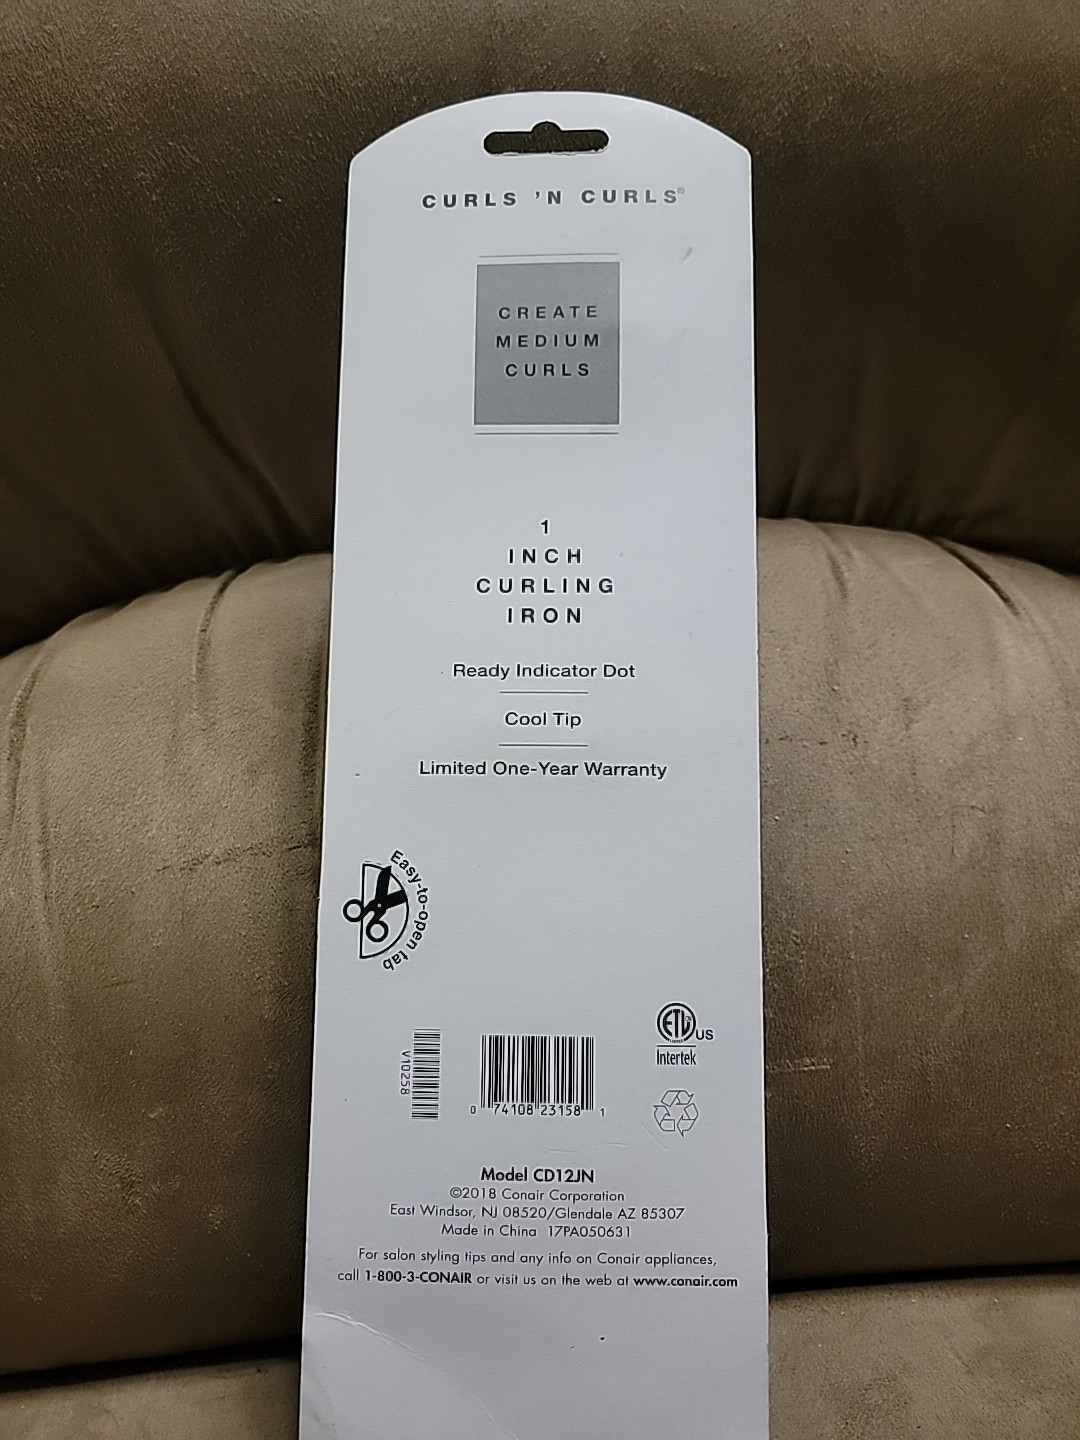 CURLS 'N CURLS®
CREATE
MEDIUM
CURLS
1
INCH
CURLING
IRON
Ready Indicator Dot
Cool Tip
Limited One-Year Warranty
Easy-to-open tab
ETL US
Intertek
V10258
0 74108 23158 1
Model CD12JN
©2018 Conair Corporation
East Windsor, NJ 08520/Glendale AZ 85307
Made in China 17PA050631
For salon styling tips and any info on Conair appliances,
call 1-800-3-CONAIR or visit us on the web at www.conair.com